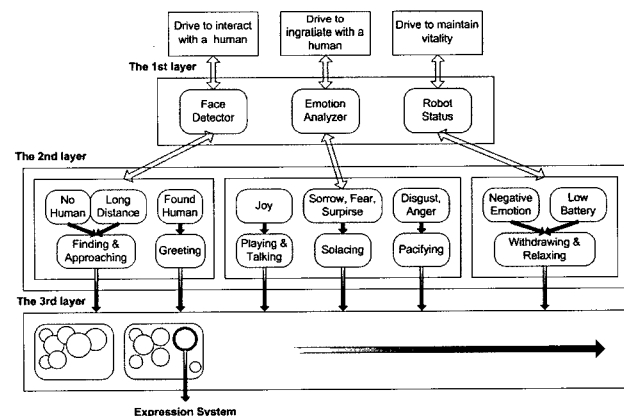 Drive to interact
with a human
Drive to
ingratiate with a
human
Drive to maintain
vitality
The 1st layer
Face
Detector
Emotion
Analyzer
Robot
Status
The 2nd layer
No
Human
Long
Distance
Found
Human
Joy
Sorrow, Fear,
Surpirse
Disgust,
Anger
Negative
Emotion
Low
Battery
Finding &
Approaching
Greeting
Playing &
Talking
Solacing
Pacifying
Withdrawing &
Relaxing
The 3rd layer
Expression System